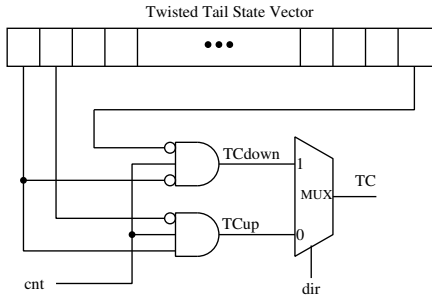 Twisted Tail State Vector
TCdown
1
MUX
TC
TCup
0
cnt
dir